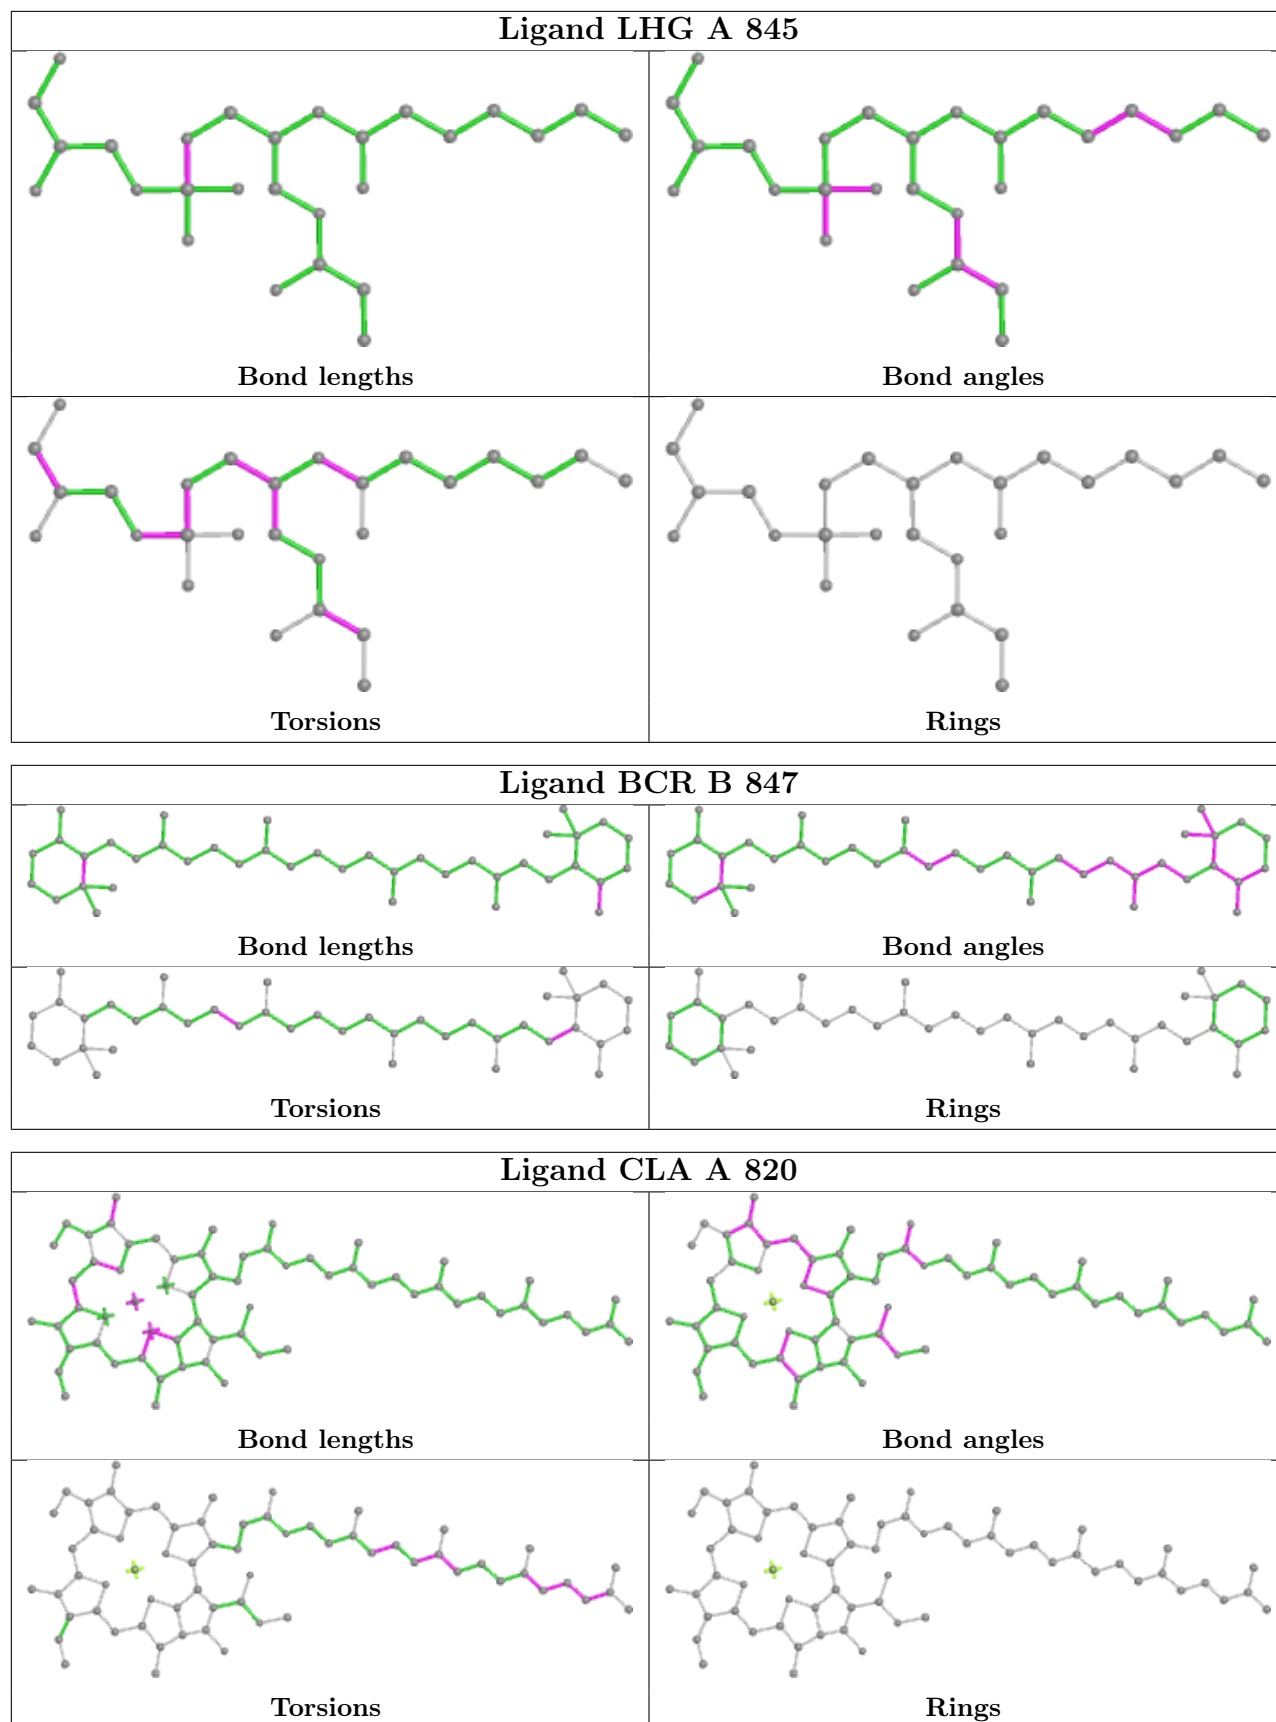 Ligand LHG A 845
Bond lengths
Bond angles
Torsions
Rings
Ligand BCR B 847
Bond lengths
Bond angles
Torsions
Rings
Ligand CLA A 820
Bond lengths
Bond angles
Torsions
Rings